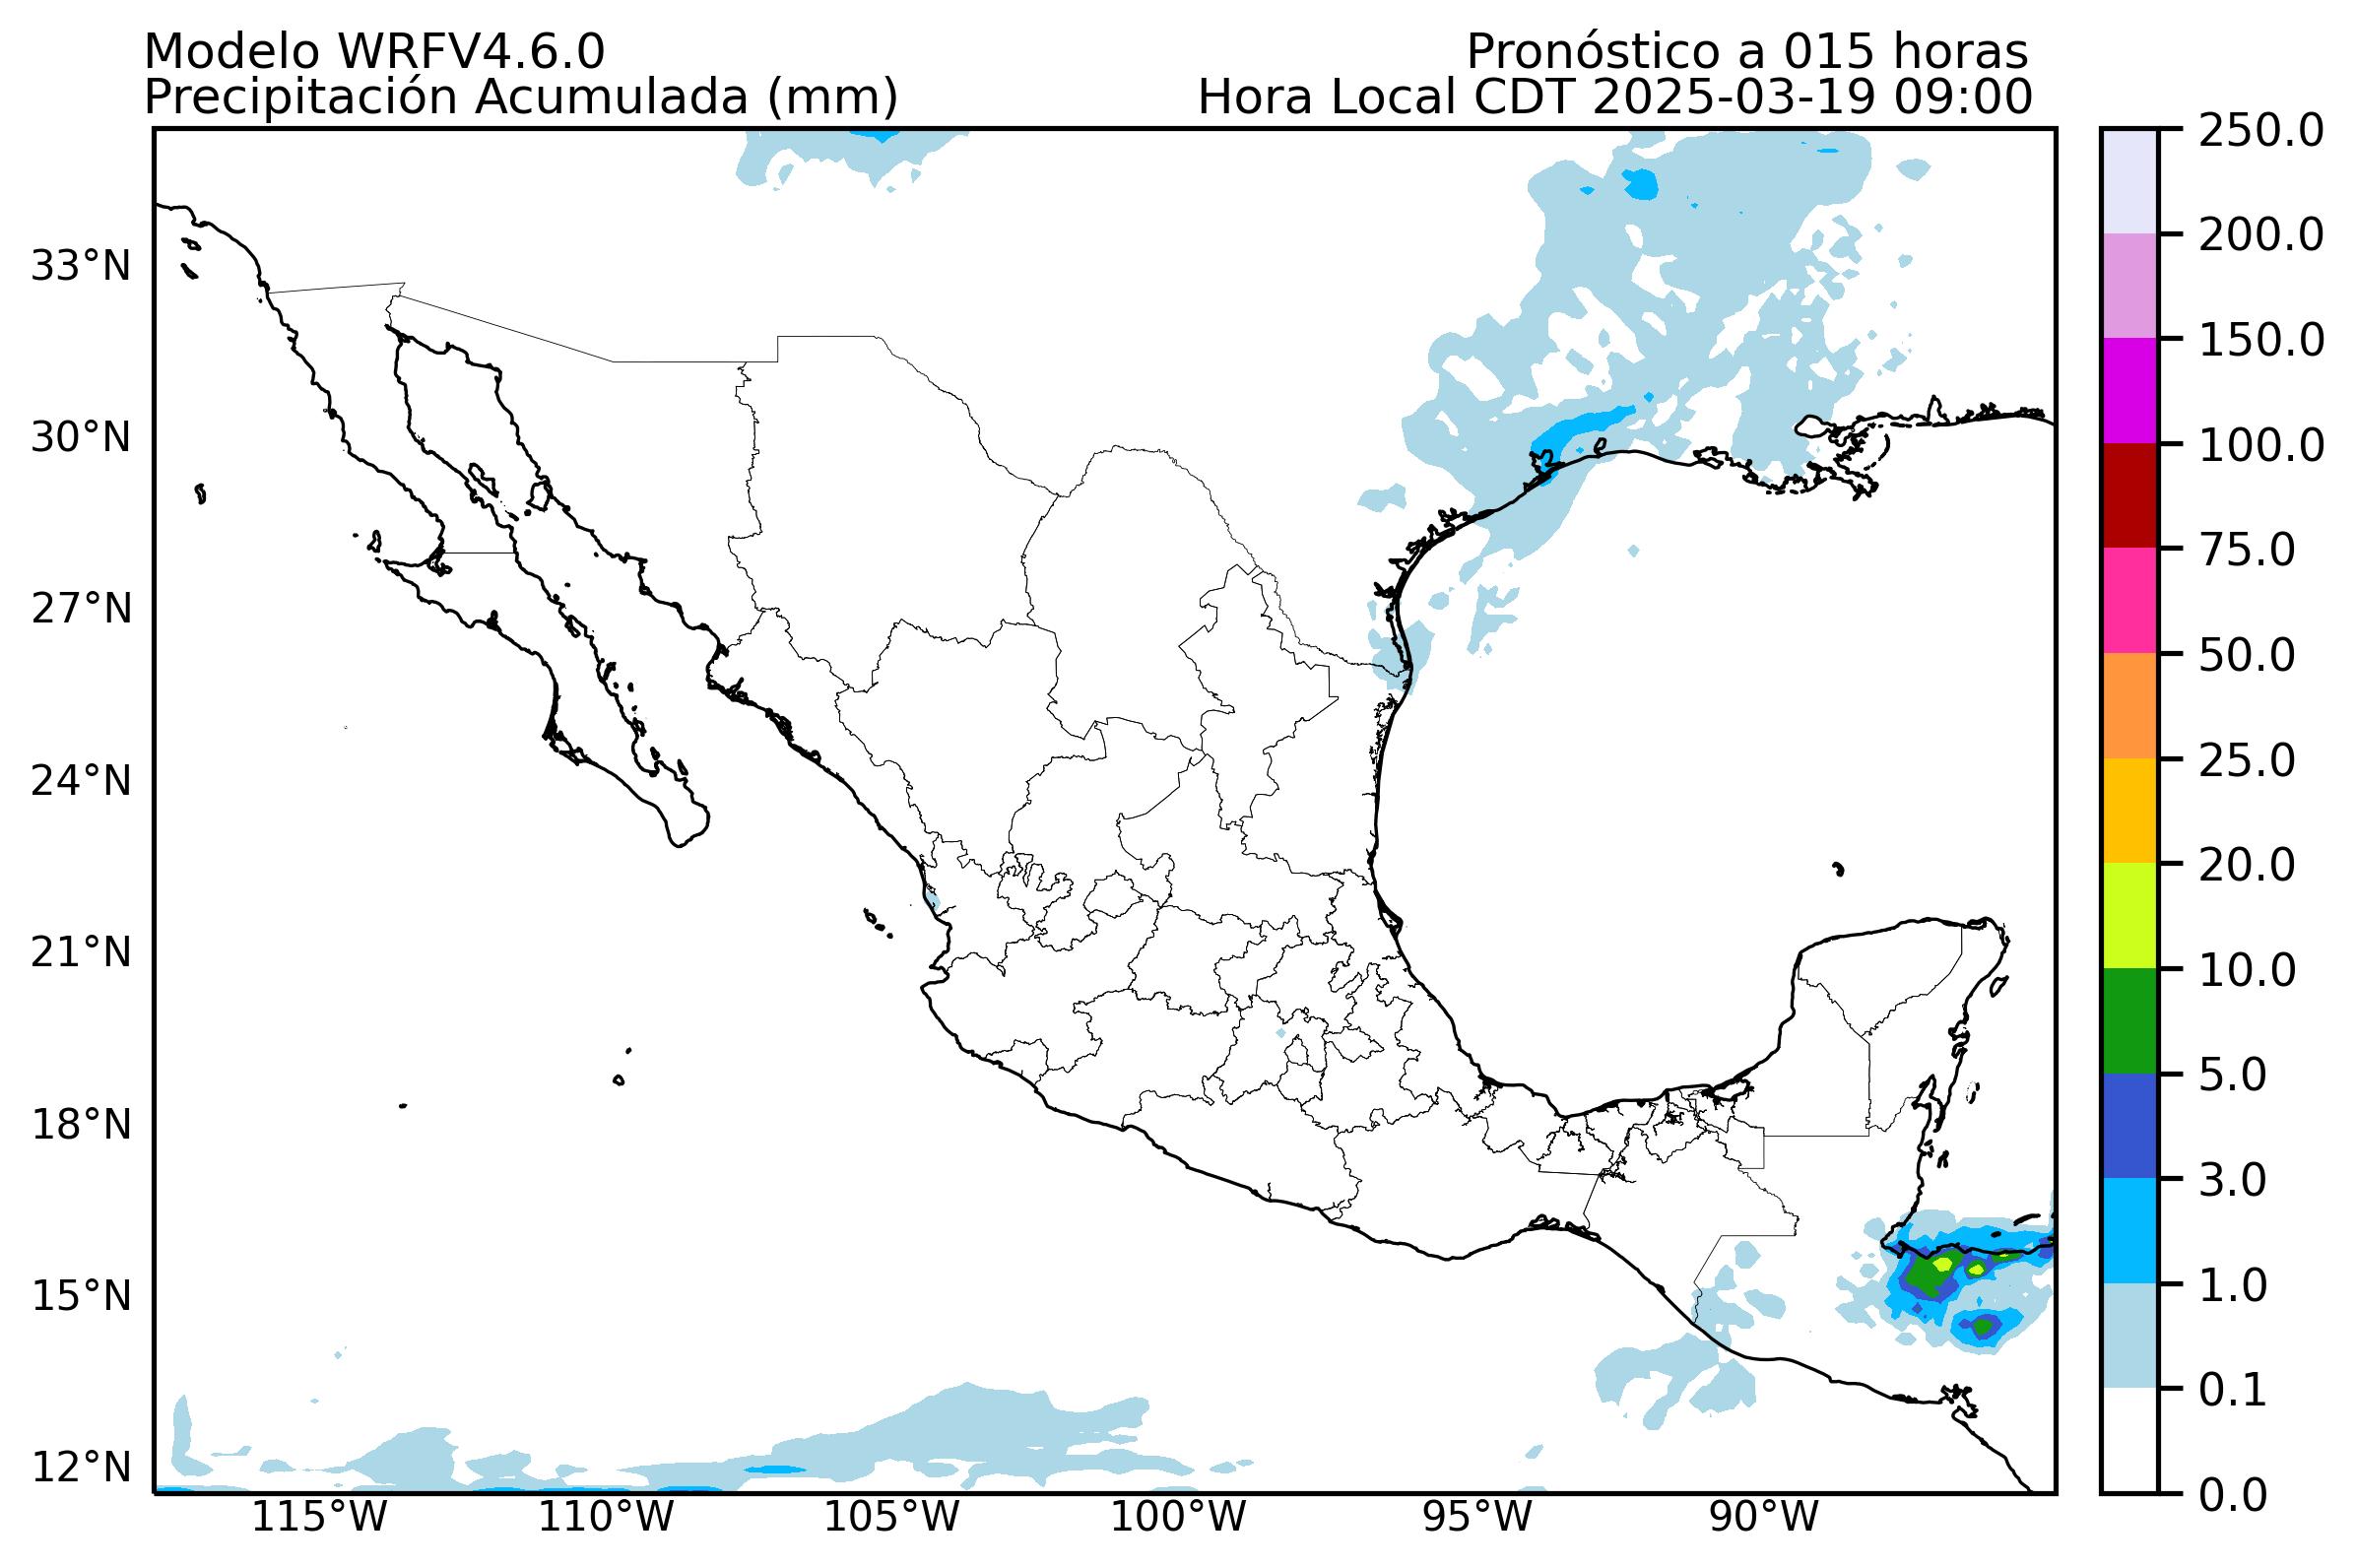 Modelo WRFV4.6.0
Pronóstico a 015 horas
Precipitación Acumulada (mm)
Hora Local CDT 2025-03-19 09:00
33°N
30°N
27°N
24°N
21°N
18°N
15°N
12°N
115°W
110°W
105°W
100°W
95°W
90°W
250.0
200.0
150.0
100.0
75.0
50.0
25.0
20.0
10.0
5.0
3.0
1.0
0.1
0.0